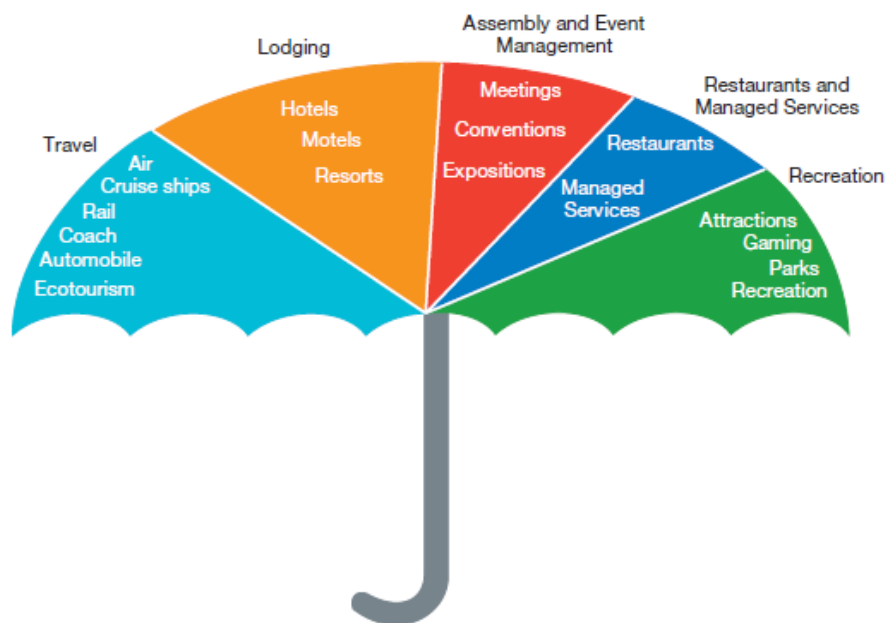 Travel
Air
Cruise ships
Rail
Coach
Automobile
Ecotourism
Lodging
Hotels
Motels
Resorts
Assembly and Event
Management
Meetings
Conventions
Expositions
Restaurants and
Managed Services
Restaurants
Managed
Services
Recreation
Attractions
Gaming
Parks
Recreation